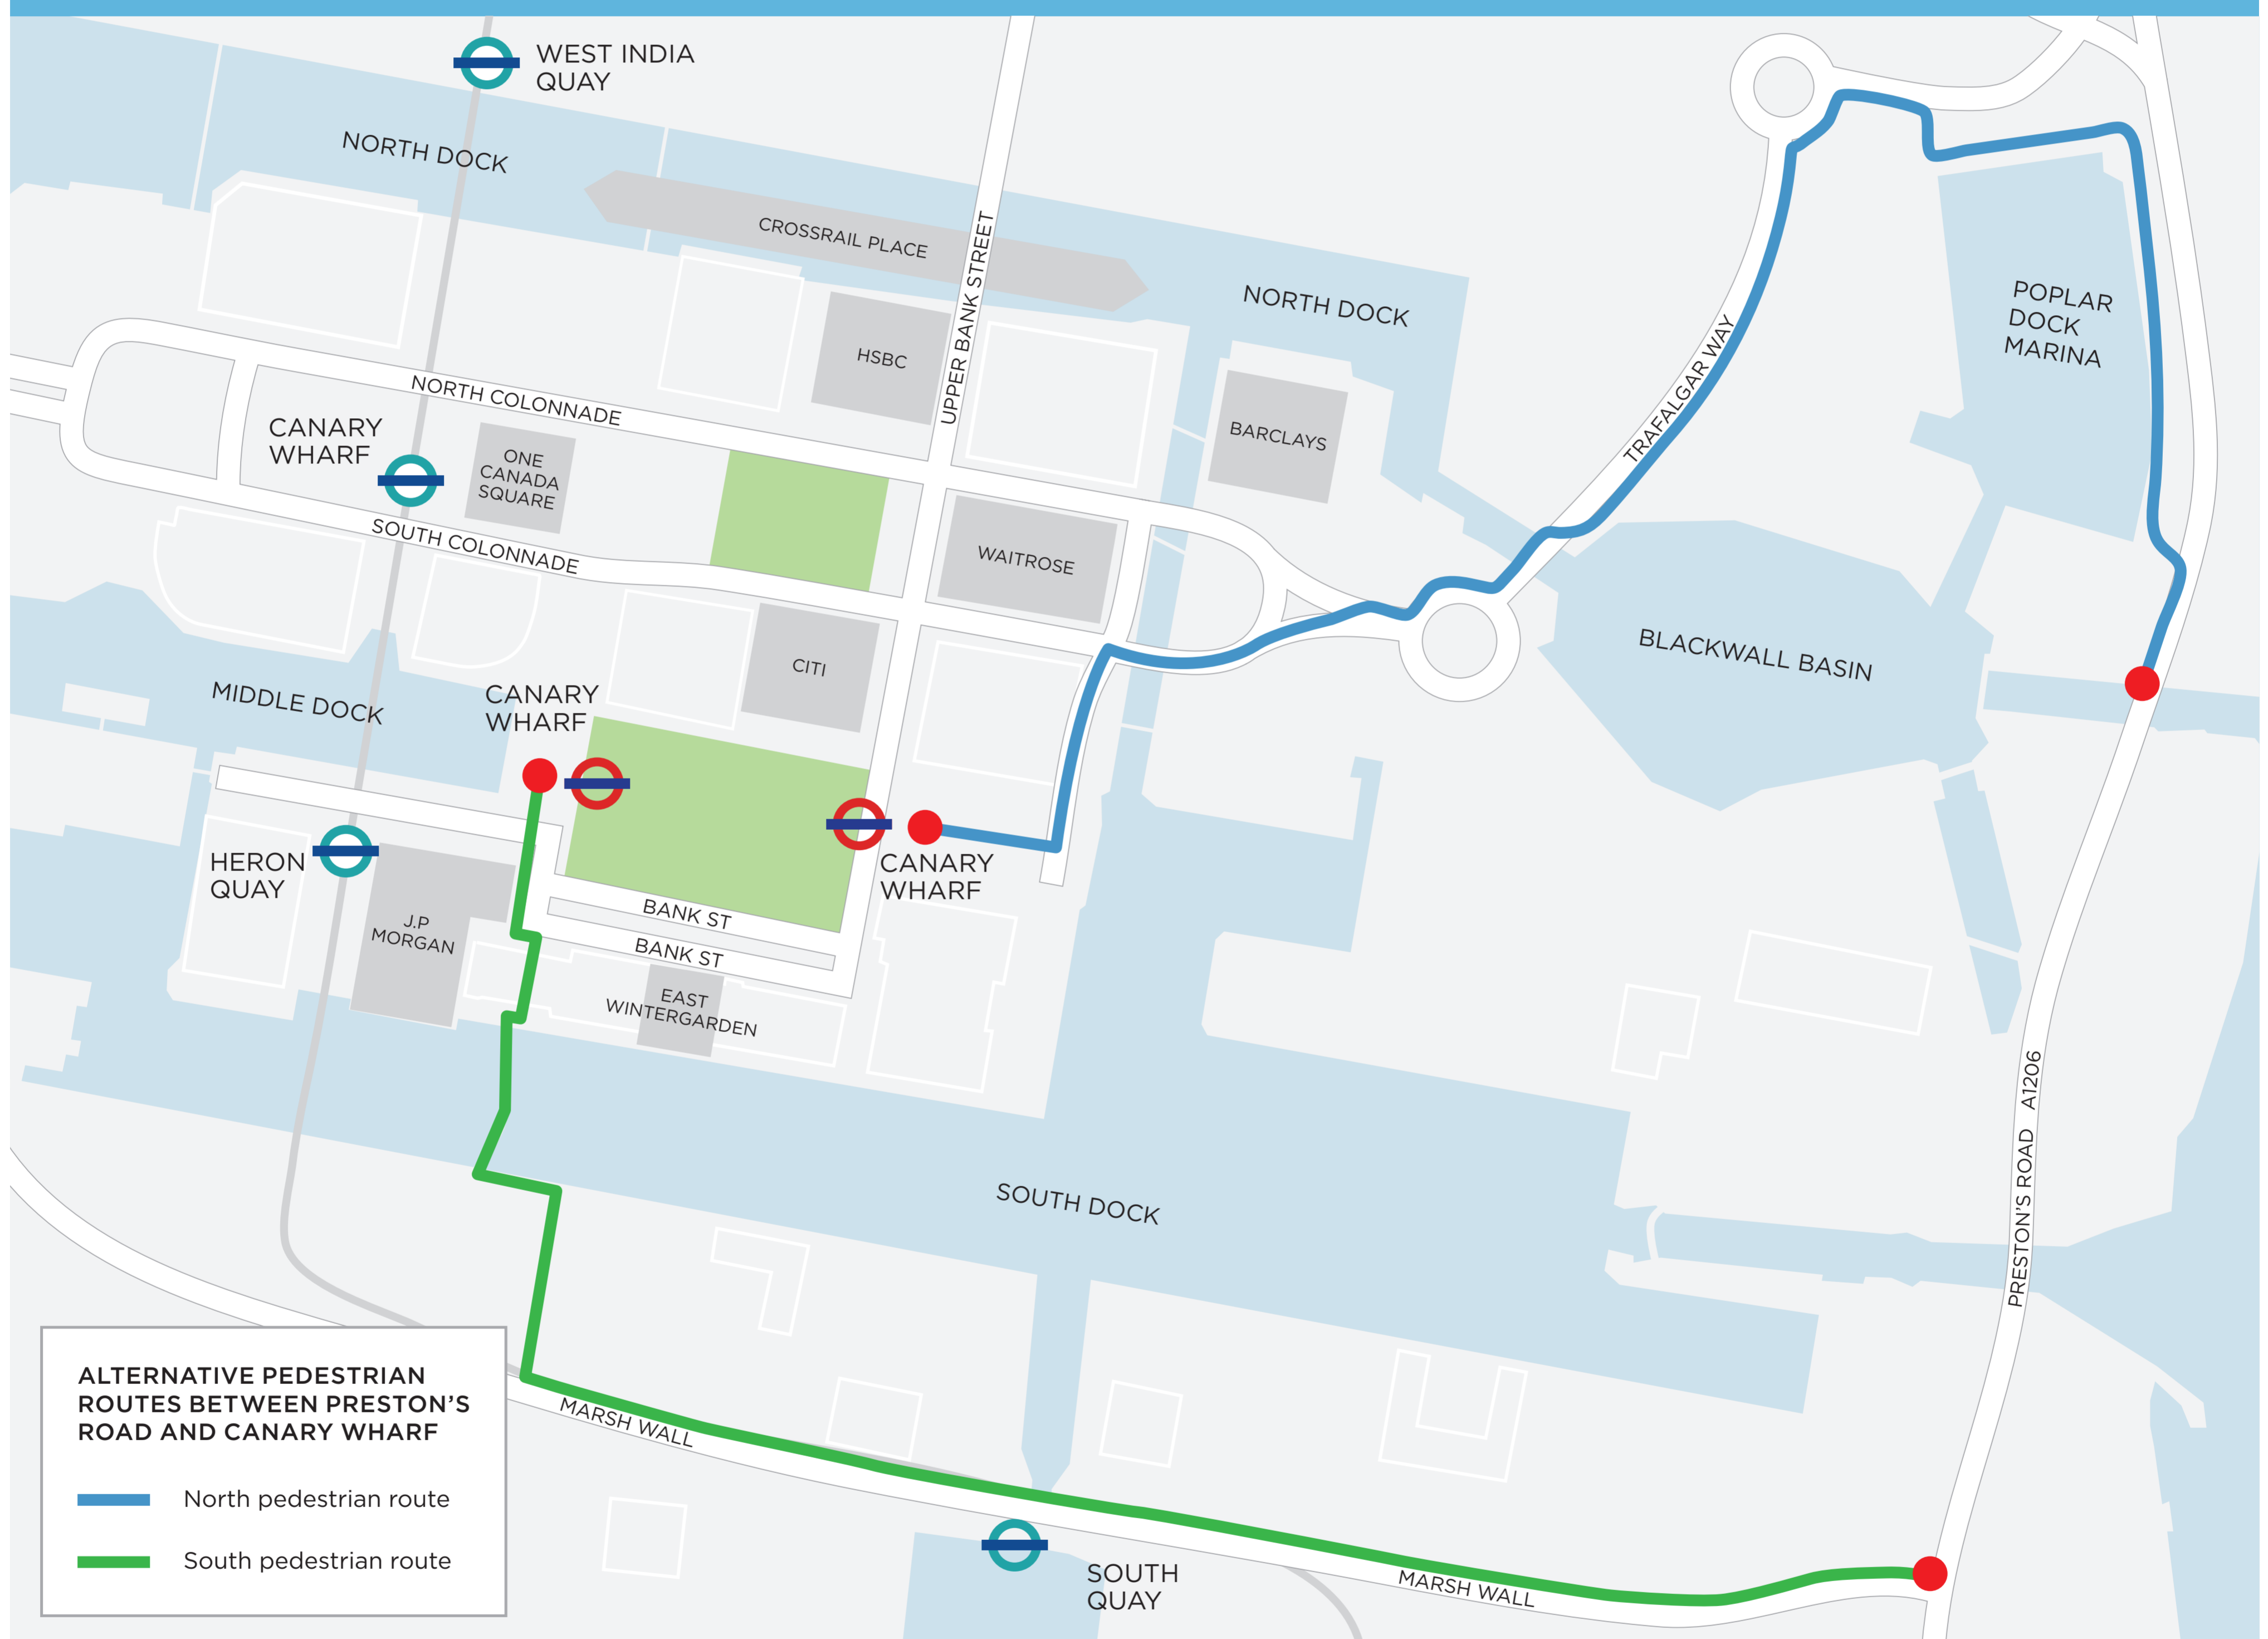 WEST INDIA
QUAY
NORTH DOCK
CROSSRAIL PLACE
UPPER BANK STREET
NORTH DOCK
POPLAR
DOCK
MARINA
HSBC
TRAFALGAR WAY
NORTH COLONNADE
BARCLAYS
CANARY
WHARF
ONE
CANADA
SQUARE
SOUTH COLONNADE
WAITROSE
BLACKWALL BASIN
CITI
MIDDLE DOCK
CANARY
WHARF
HERON
QUAY
CANARY
WHARF
J.P
MORGAN
BANK ST
BANK ST
EAST
WINTERGARDEN
PRESTON'S ROAD A1206
SOUTH DOCK
MARSH WALL
SOUTH
QUAY
MARSH WALL
ALTERNATIVE PEDESTRIAN
ROUTES BETWEEN PRESTON'S
ROAD AND CANARY WHARF
North pedestrian route
South pedestrian route